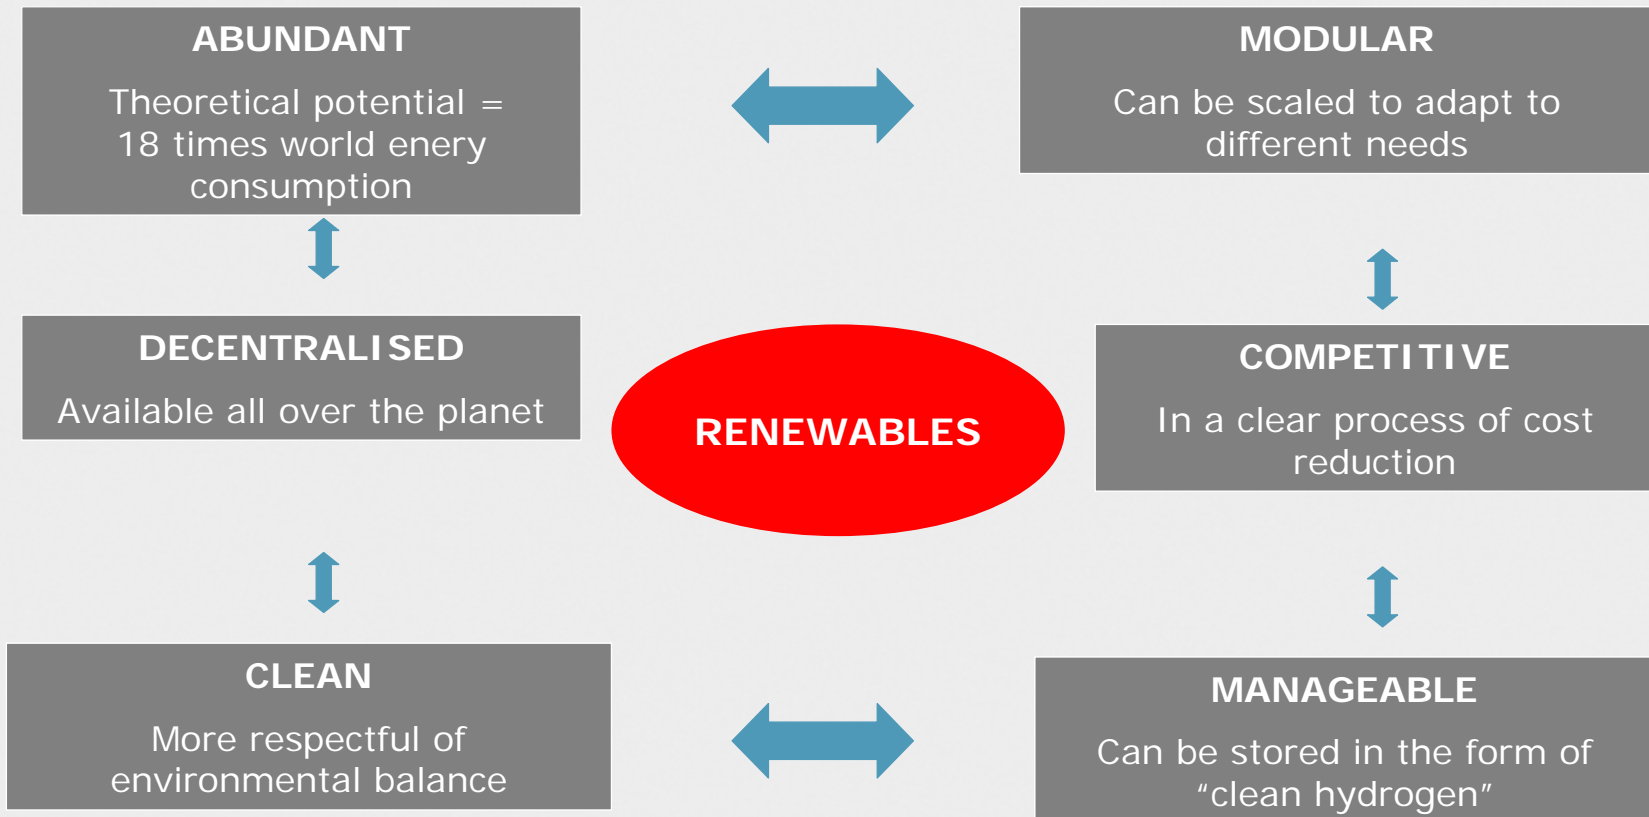 ABUNDANT
Theoretical potential =
18 times world enery
consumption
MODULAR
Can be scaled to adapt to
different needs
DECENTRALISED
Available all over the planet
RENEWABLES
COMPETITIVE
In a clear process of cost
reduction
CLEAN
More respectful of
environmental balance
MANAGEABLE
Can be stored in the form of
“clean hydrogen”